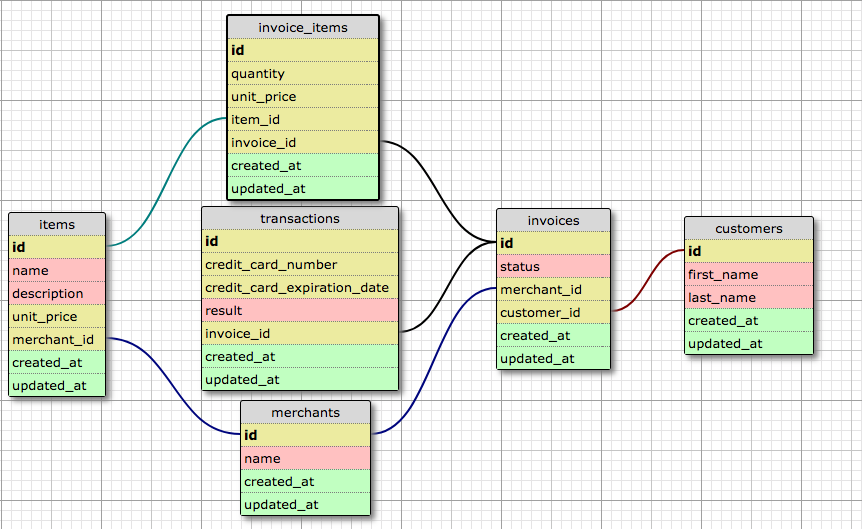 invoice_items
id
quantity
unit_price
item_id
invoice_id
created_at
updated_at
items
id
name
description
unit_price
merchant_id
created_at
updated_at
transactions
id
credit_card_number
credit_card_expiration_date
result
invoice_id
created_at
updated_at
invoices
id
status
merchant_id
customer_id
created_at
updated_at
customers
id
first_name
last_name
created_at
updated_at
merchants
id
name
created_at
updated_at